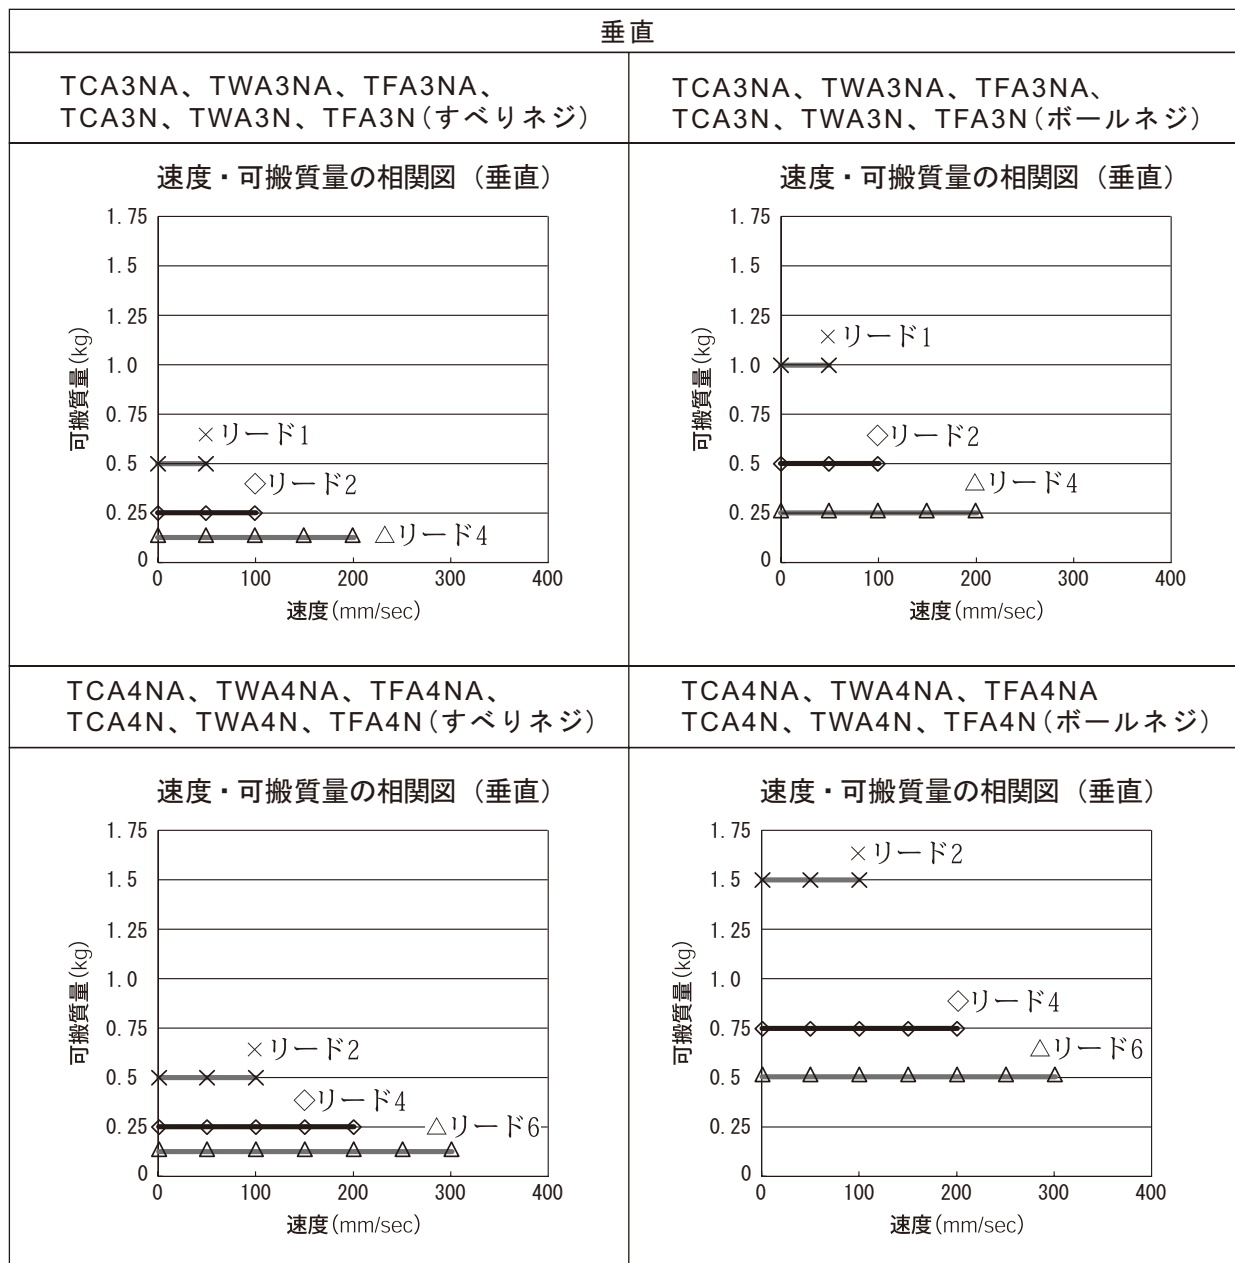 垂直
TCA3NA、TWA3NA、TFA3NA、
TCA3N、TWA3N、TFA3N(すべりネジ)
TCA3NA、TWA3NA、TFA3NA、
TCA3N、TWA3N、TFA3N(ボールネジ)
速度・可搬質量の相関図（垂直）
1.75
1.5
1.25
1.0
0.75
0.5
0.25
0
可搬質量(kg)
×リード1
◇リード2
△リード4
0 100 200 300 400
速度(mm/sec)
速度・可搬質量の相関図（垂直）
1.75
1.5
1.25
1.0
0.75
0.5
0.25
0
可搬質量(kg)
×リード1
◇リード2
△リード4
0 100 200 300 400
速度(mm/sec)
TCA4NA、TWA4NA、TFA4NA、
TCA4N、TWA4N、TFA4N(すべりネジ)
TCA4NA、TWA4NA、TFA4NA
TCA4N、TWA4N、TFA4N(ボールネジ)
速度・可搬質量の相関図（垂直）
1.75
1.5
1.25
1.0
0.75
0.5
0.25
0
可搬質量(kg)
×リード2
◇リード4
△リード6
0 100 200 300 400
速度(mm/sec)
速度・可搬質量の相関図（垂直）
1.75
1.5
1.25
1.0
0.75
0.5
0.25
0
可搬質量(kg)
×リード2
◇リード4
△リード6
0 100 200 300 400
速度(mm/sec)